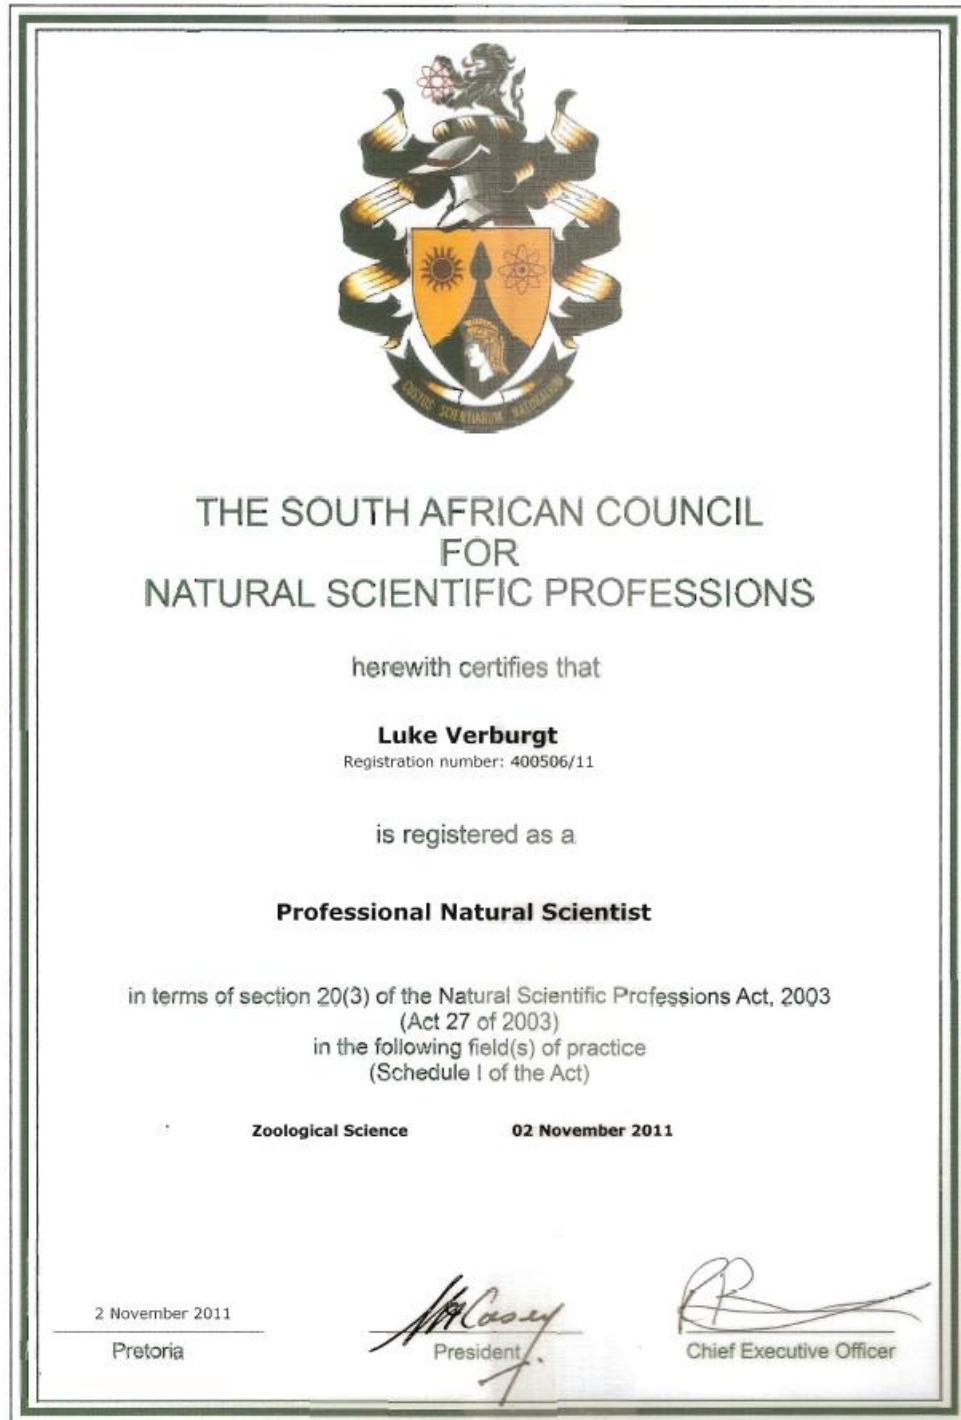 CUSTOS SCIENTIARUM NATURALIUM
THE SOUTH AFRICAN COUNCIL
FOR
NATURAL SCIENTIFIC PROFESSIONS
herewith certifies that
Luke Verburgt
Registration number: 400506/11
is registered as a
Professional Natural Scientist
in terms of section 20(3) of the Natural Scientific Professions Act, 2003
(Act 27 of 2003)
in the following field(s) of practice
(Schedule I of the Act)
Zoological Science 02 November 2011
2 November 2011
Pretoria
President
Chief Executive Officer